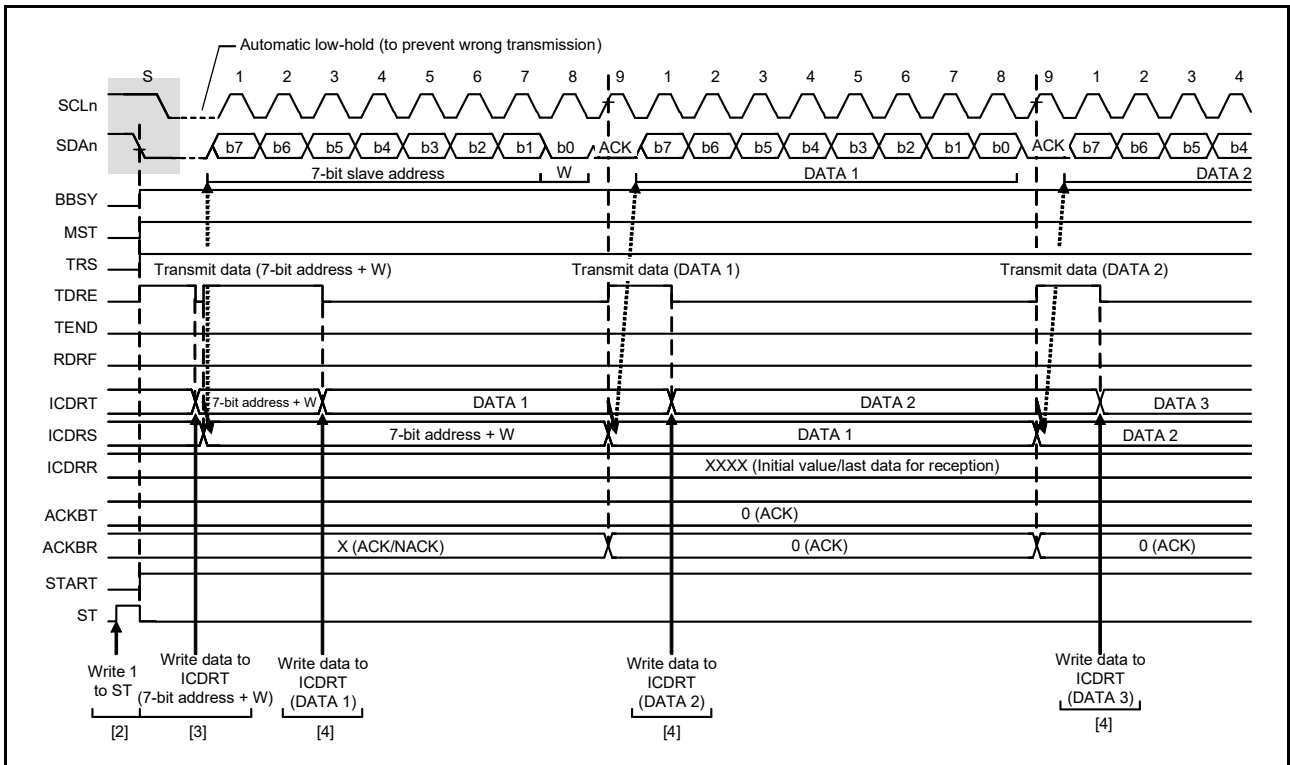 Automatic low-hold (to prevent wrong transmission)
S 1 2 3 4 5 6 7 8 9 1 2 3 4 5 6 7 8 9 1 2 3 4
SCLn
SDAn b7 b6 b5 b4 b3 b2 b1 b0 ACK b7 b6 b5 b4 b3 b2 b1 b0 ACK b7 b6 b5 b4
7-bit slave address W DATA 1 DATA 2
BBSY
MST
TRS
Transmit data (7-bit address + W) Transmit data (DATA 1) Transmit data (DATA 2)
TDRE
TEND
RDRF
ICDRT 7-bit address + W DATA 1 DATA 2 DATA 3
ICDRS 7-bit address + W DATA 1 DATA 2
ICDRR XXXX (Initial value/last data for reception)
ACKBT 0 (ACK)
ACKBR X (ACK/NACK) 0 (ACK) 0 (ACK)
START
ST
Write 1
to ST
Write data to
ICDRT
(7-bit address + W)
Write data to
ICDRT
(DATA 1)
Write data to
ICDRT
(DATA 2)
Write data to
ICDRT
(DATA 3)
[2] [3] [4] [4] [4]